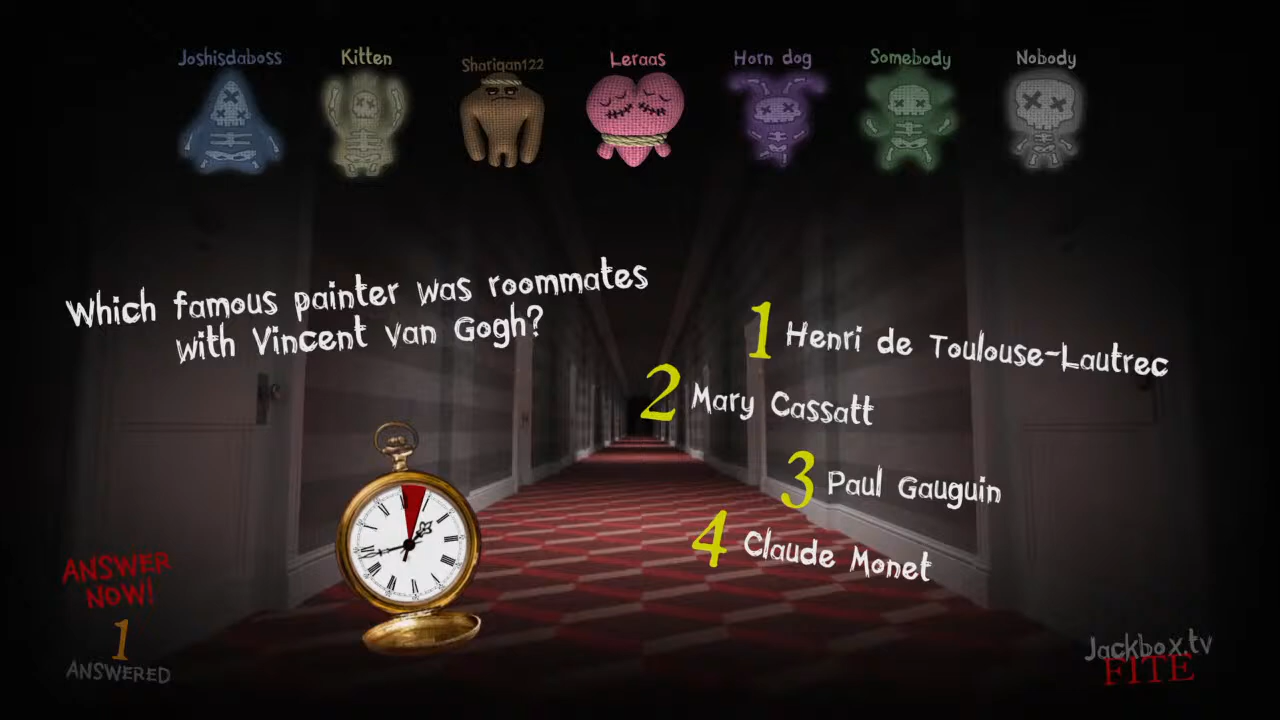 Joshisdaboss
Kitten
Shariqan122
Leraas
Horn dog
Somebody
Nobody
Which famous painter was roommates
with Vincent Van Gogh?
1 Henri de Toulouse-Lautrec
2 Mary Cassatt
3 Paul Gauguin
4 Claude Monet
ANSWER
NOW!
1
ANSWERED
Jackbox.tv
FITE